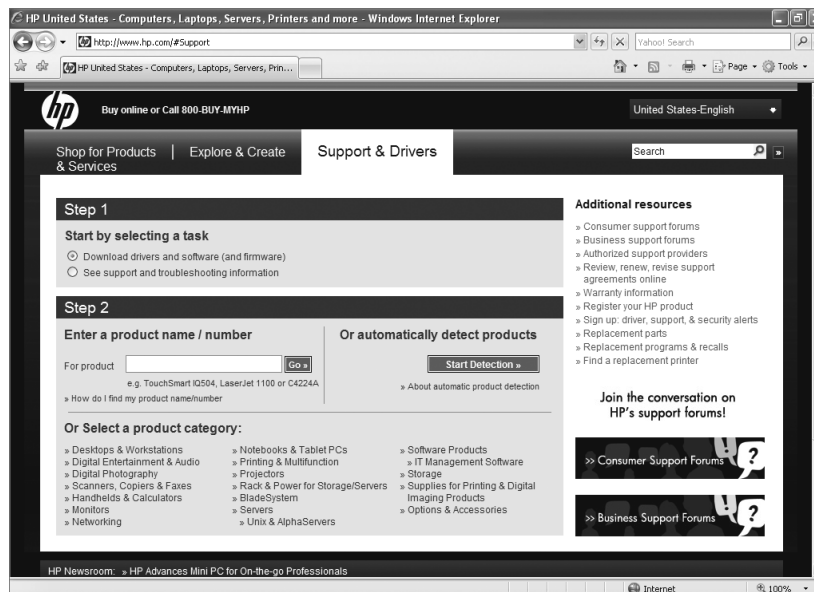 HP United States - Computers, Laptops, Servers, Printers and more - Windows Internet Explorer
http://www.hp.com/#Support
Yahoo! Search
HP United States - Computers, Laptops, Servers, Prin...
Page
Tools
hp
Buy online or Call 800-BUY-MYHP
United States-English
Shop for Products & Services
Explore & Create
Support & Drivers
Search
Step 1
Start by selecting a task
Download drivers and software (and firmware)
See support and troubleshooting information
Step 2
Enter a product name / number
For product
Go »
e.g. TouchSmart IQ504, LaserJet 1100 or C4224A
» How do I find my product name/number
Or automatically detect products
Start Detection »
» About automatic product detection
Or Select a product category:
» Desktops & Workstations
» Digital Entertainment & Audio
» Digital Photography
» Scanners, Copiers & Faxes
» Handhelds & Calculators
» Monitors
» Networking
» Notebooks & Tablet PCs
» Printing & Multifunction
» Projectors
» Rack & Power for Storage/Servers
» BladeSystem
» Servers
» Unix & AlphaServers
» Software Products
» IT Management Software
» Storage
» Supplies for Printing & Digital
Imaging Products
» Options & Accessories
Additional resources
» Consumer support forums
» Business support forums
» Authorized support providers
» Review, renew, revise support
agreements online
» Warranty information
» Register your HP product
» Sign up: driver, support, & security alerts
» Replacement parts
» Replacement programs & recalls
» Find a replacement printer
Join the conversation on
HP's support forums!
>> Consumer Support Forums
>> Business Support Forums
HP Newsroom: » HP Advances Mini PC for On-the-go Professionals
Internet
100%